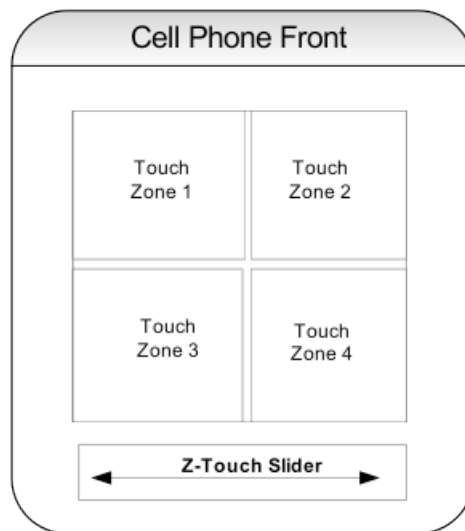 Cell Phone Front
Touch
Zone 1
Touch
Zone 2
Touch
Zone 3
Touch
Zone 4
Z-Touch Slider